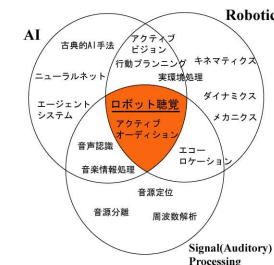 Robotic
AI
アクティブ
ビジョン
古典的AI手法
行動プランニング
キネマティクス
ニューラルネット
実環境処理
ダイナミクス
エージェント
システム
ロボット聴覚
メカニクス
アクティブ
オーディション
音声認識
エコー
ロケーション
音楽情報処理
音源定位
音源分離
周波数解析
Signal(Auditory)
Processing